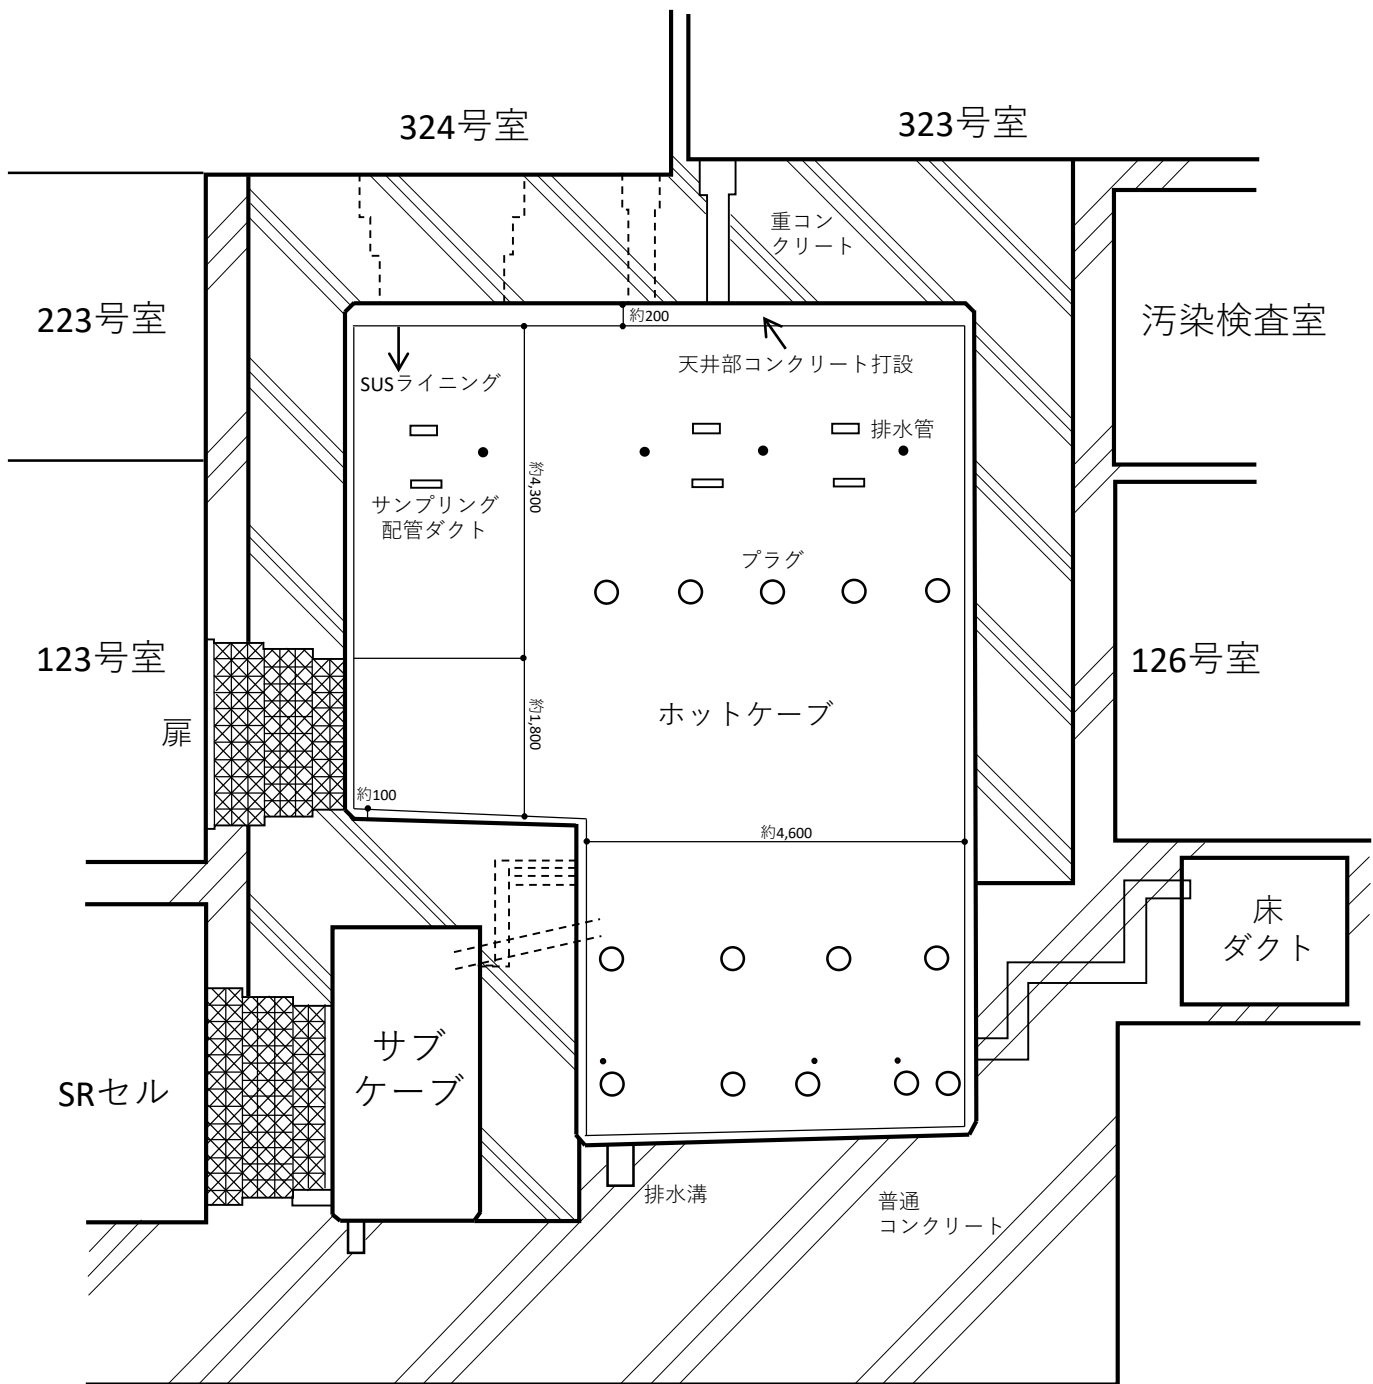 324号室
323号室
重コン
クリート
223号室
汚染検査室
約200
天井部コンクリート打設
SUSライニング
排水管
約4,300
サンプリング
配管ダクト
プラグ
123号室
126号室
扉
ホットケーブ
約1,800
約100
約4,600
床
ダクト
サブ
ケーブ
SRセル
排水溝
普通
コンクリート